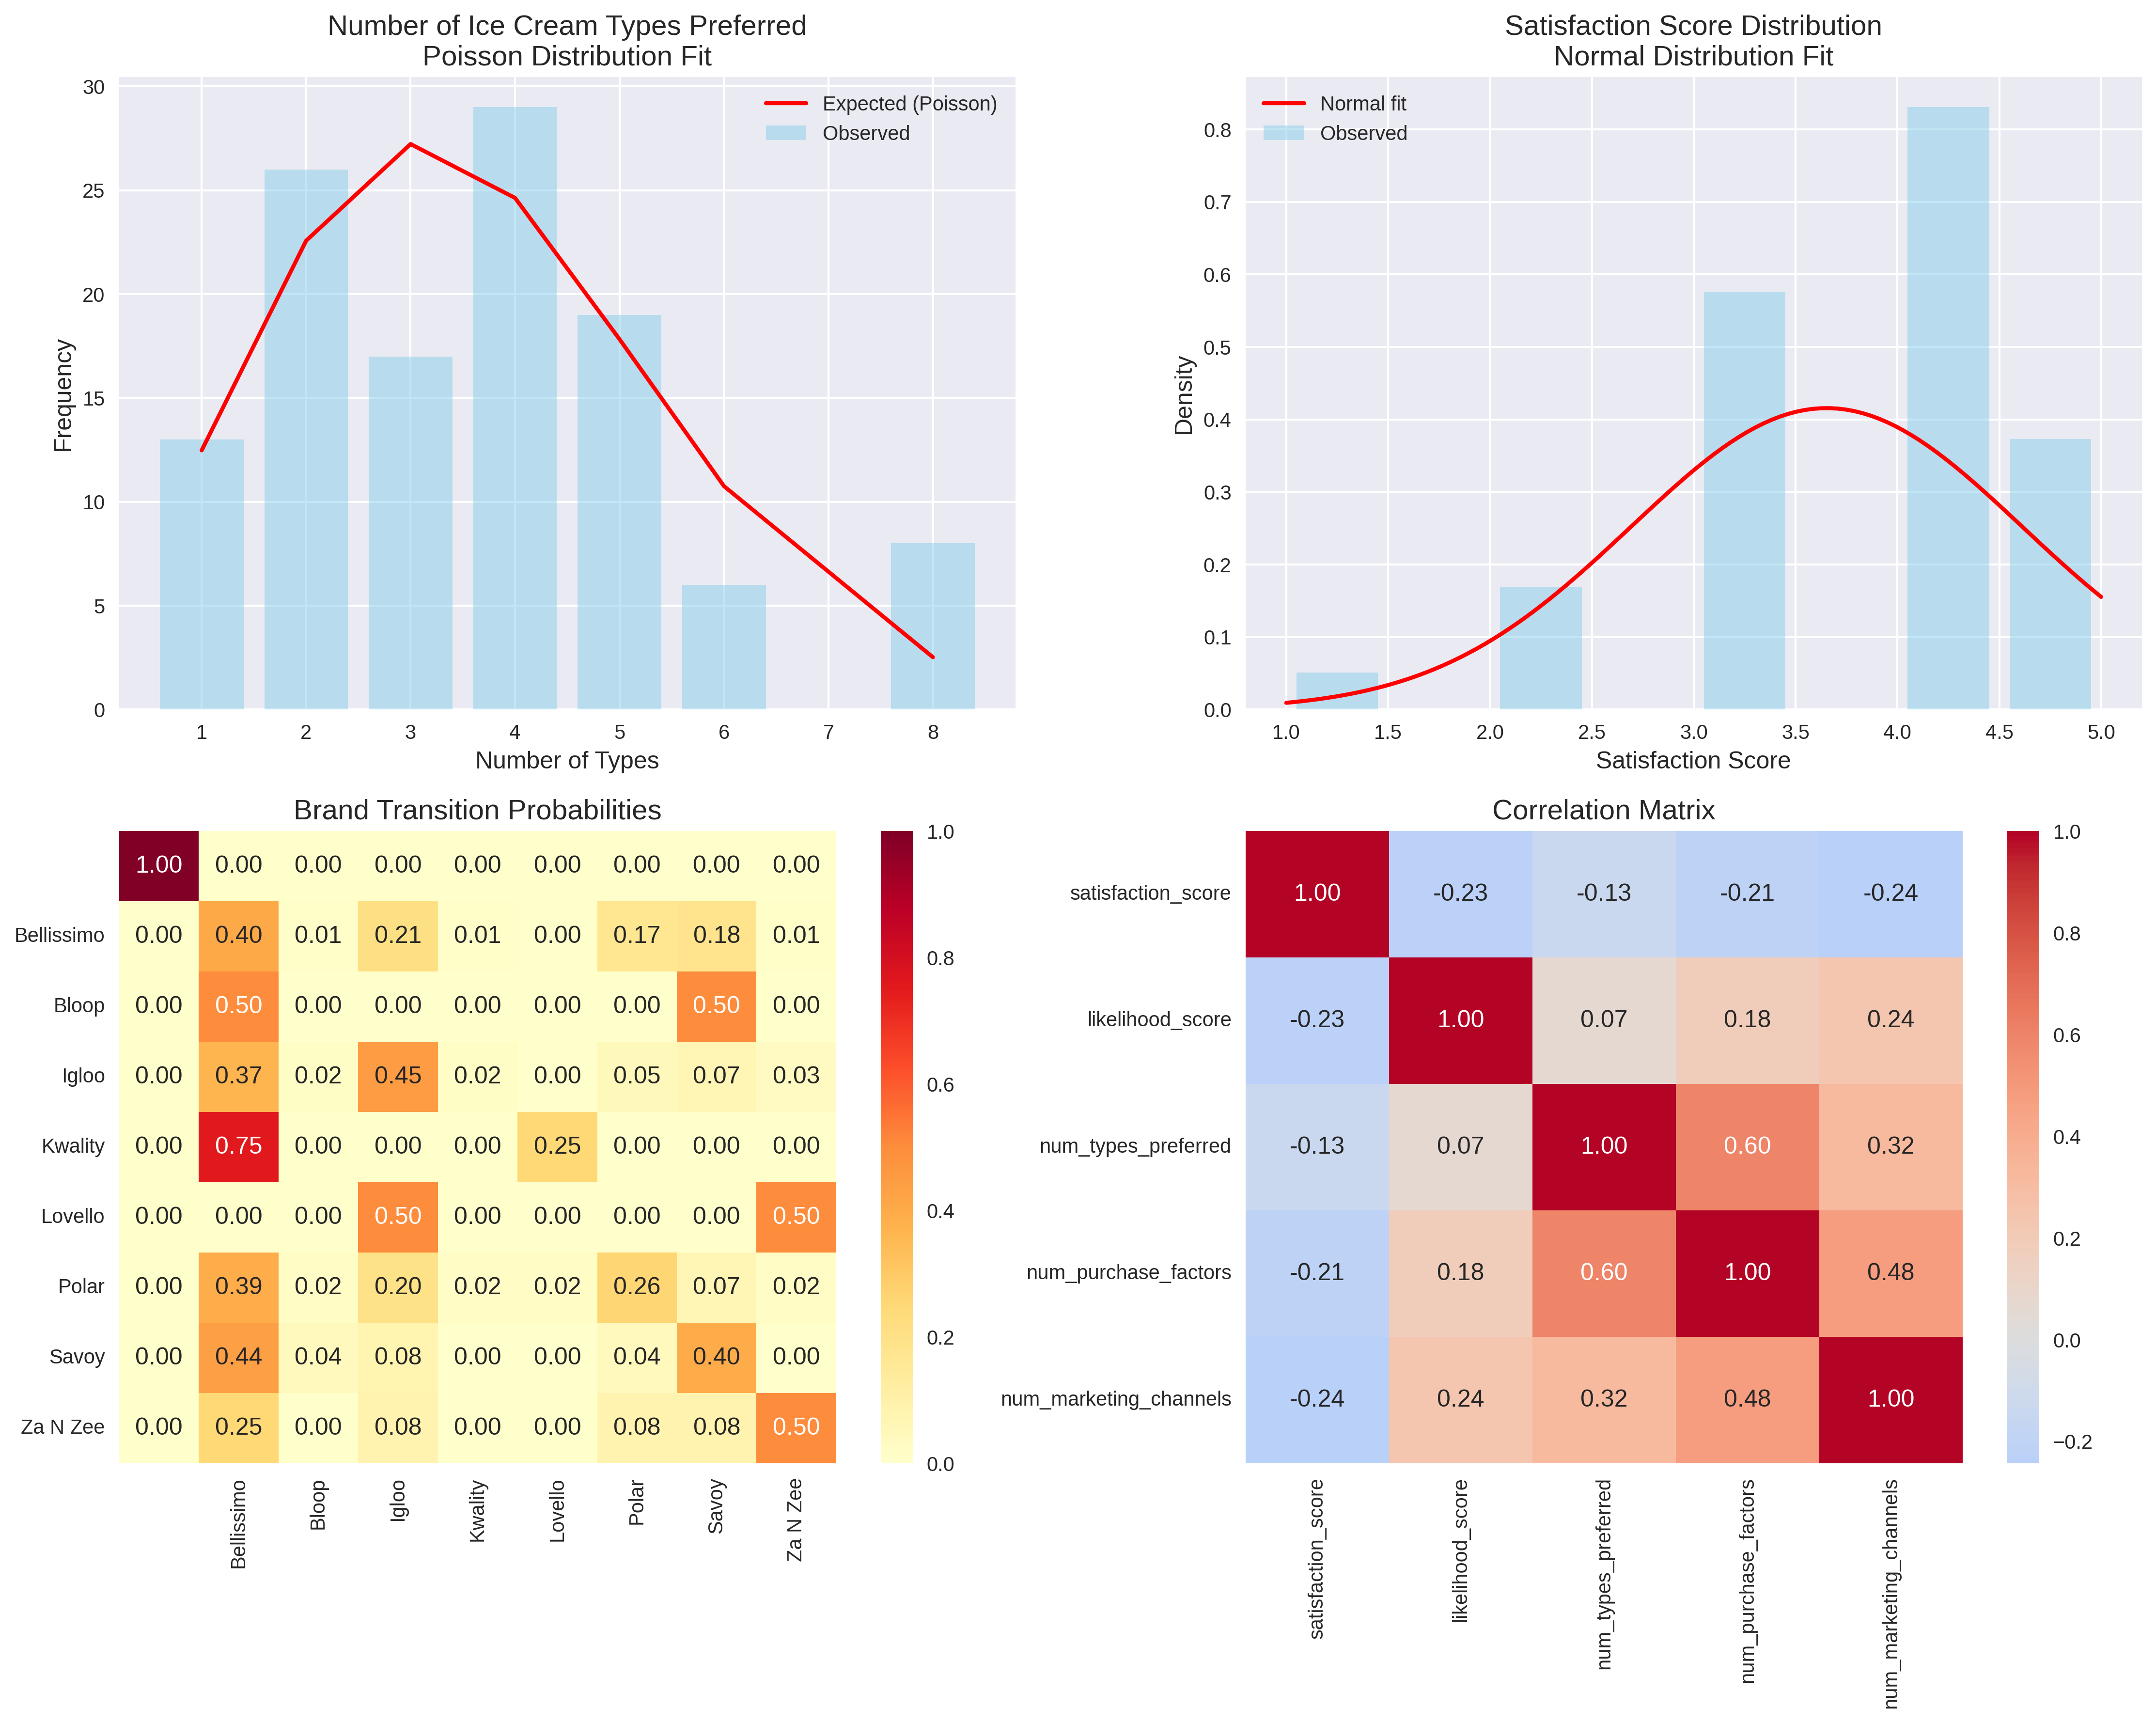 Number of Ice Cream Types Preferred
Poisson Distribution Fit
30
25
20
15
10
5
0
Frequency
Expected (Poisson)
Observed
1 2 3 4 5 6 7 8
Number of Types
Satisfaction Score Distribution
Normal Distribution Fit
0.8
0.7
0.6
0.5
0.4
0.3
0.2
0.1
0.0
Density
Normal fit
Observed
1.0 1.5 2.0 2.5 3.0 3.5 4.0 4.5 5.0
Satisfaction Score
Brand Transition Probabilities
1.00 0.00 0.00 0.00 0.00 0.00 0.00 0.00 0.00
Bellissimo 0.00 0.40 0.01 0.21 0.01 0.00 0.17 0.18 0.01
Bloop 0.00 0.50 0.00 0.00 0.00 0.00 0.00 0.50 0.00
Igloo 0.00 0.37 0.02 0.45 0.02 0.00 0.05 0.07 0.03
Kwality 0.00 0.75 0.00 0.00 0.00 0.25 0.00 0.00 0.00
Lovello 0.00 0.00 0.00 0.50 0.00 0.00 0.00 0.00 0.50
Polar 0.00 0.39 0.02 0.20 0.02 0.02 0.26 0.07 0.02
Savoy 0.00 0.44 0.04 0.08 0.00 0.00 0.04 0.40 0.00
Za N Zee 0.00 0.25 0.00 0.08 0.00 0.00 0.08 0.08 0.50
Bellissimo
Bloop
Igloo
Kwality
Lovello
Polar
Savoy
Za N Zee
1.0
0.8
0.6
0.4
0.2
0.0
Correlation Matrix
satisfaction_score 1.00 -0.23 -0.13 -0.21 -0.24
likelihood_score -0.23 1.00 0.07 0.18 0.24
num_types_preferred -0.13 0.07 1.00 0.60 0.32
num_purchase_factors -0.21 0.18 0.60 1.00 0.48
num_marketing_channels -0.24 0.24 0.32 0.48 1.00
satisfaction_score
likelihood_score
num_types_preferred
num_purchase_factors
num_marketing_channels
1.0
0.8
0.6
0.4
0.2
0.0
−0.2